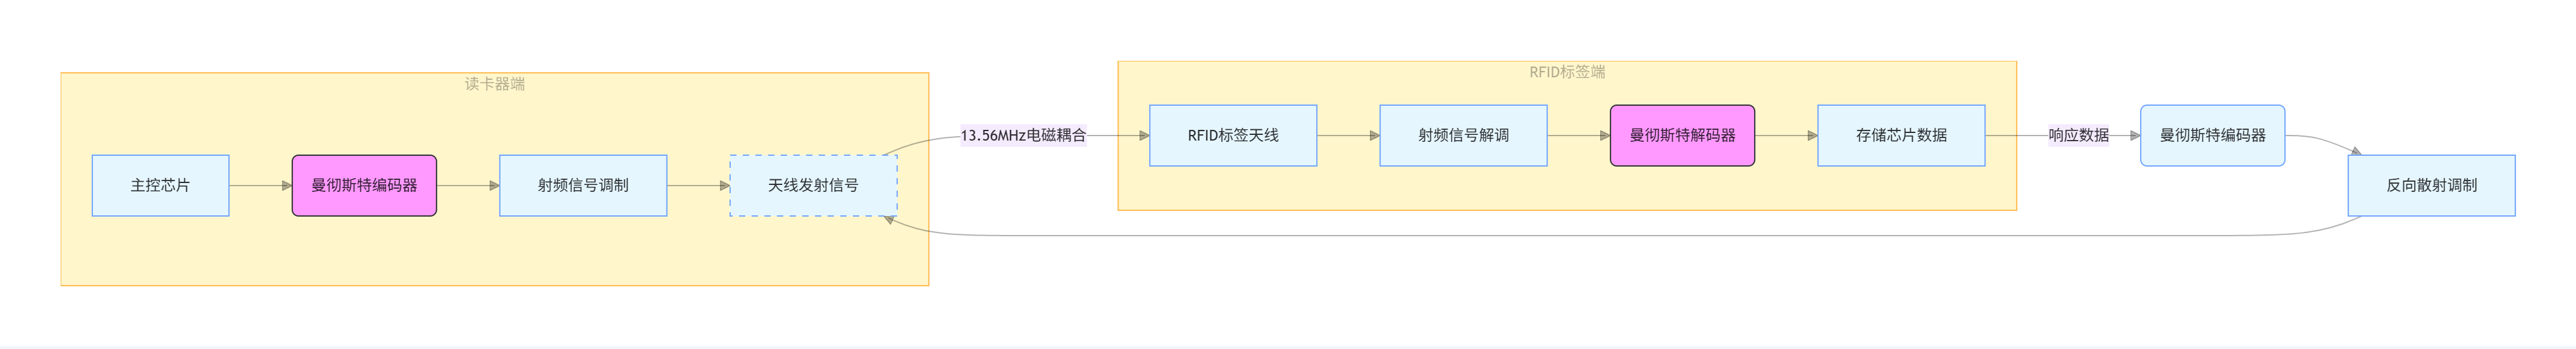 读卡器端
主控芯片
曼彻斯特编码器
射频信号调制
天线发射信号
13.56MHz电磁耦合
RFID标签端
RFID标签天线
射频信号解调
曼彻斯特解码器
存储芯片数据
响应数据
曼彻斯特编码器
反向散射调制